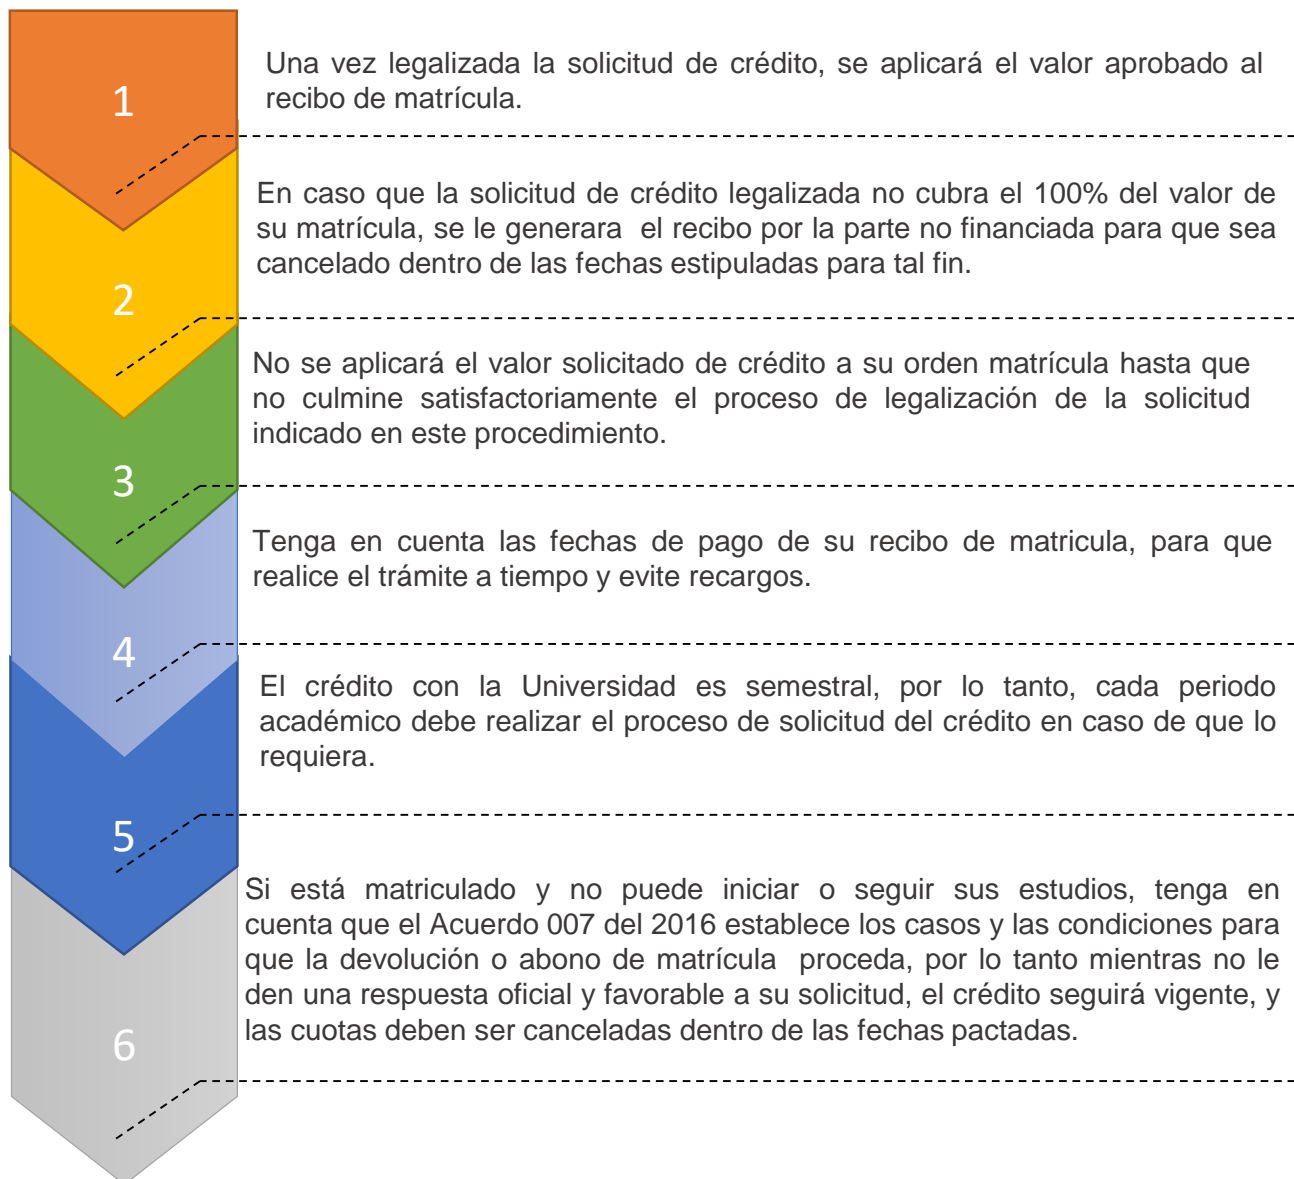 1
Una vez legalizada la solicitud de crédito, se aplicará el valor aprobado al
recibo de matrícula.
2
En caso que la solicitud de crédito legalizada no cubra el 100% del valor de
su matrícula, se le generara el recibo por la parte no financiada para que sea
cancelado dentro de las fechas estipuladas para tal fin.
3
No se aplicará el valor solicitado de crédito a su orden matrícula hasta que
no culmine satisfactoriamente el proceso de legalización de la solicitud
indicado en este procedimiento.
4
Tenga en cuenta las fechas de pago de su recibo de matricula, para que
realice el trámite a tiempo y evite recargos.
5
El crédito con la Universidad es semestral, por lo tanto, cada periodo
académico debe realizar el proceso de solicitud del crédito en caso de que lo
requiera.
6
Si está matriculado y no puede iniciar o seguir sus estudios, tenga en
cuenta que el Acuerdo 007 del 2016 establece los casos y las condiciones para
que la devolución o abono de matrícula proceda, por lo tanto mientras no le
den una respuesta oficial y favorable a su solicitud, el crédito seguirá vigente, y
las cuotas deben ser canceladas dentro de las fechas pactadas.